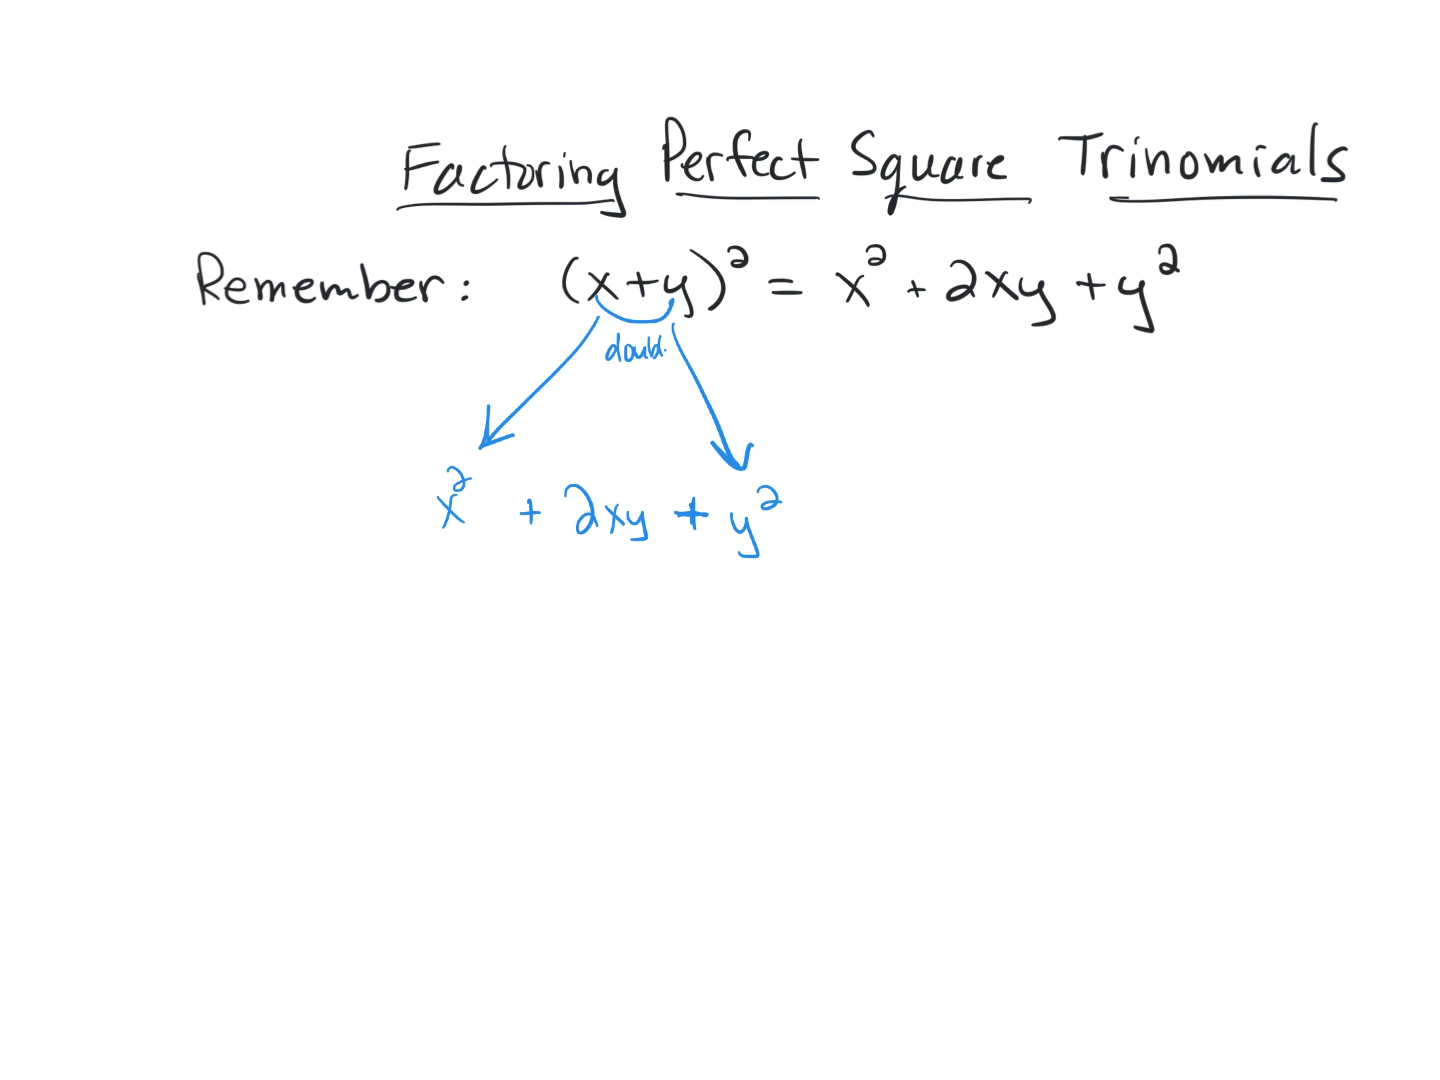 Factoring Perfect Square Trinomials
Remember: (x+y)² = x² + 2xy + y²
x² + 2xy + y²